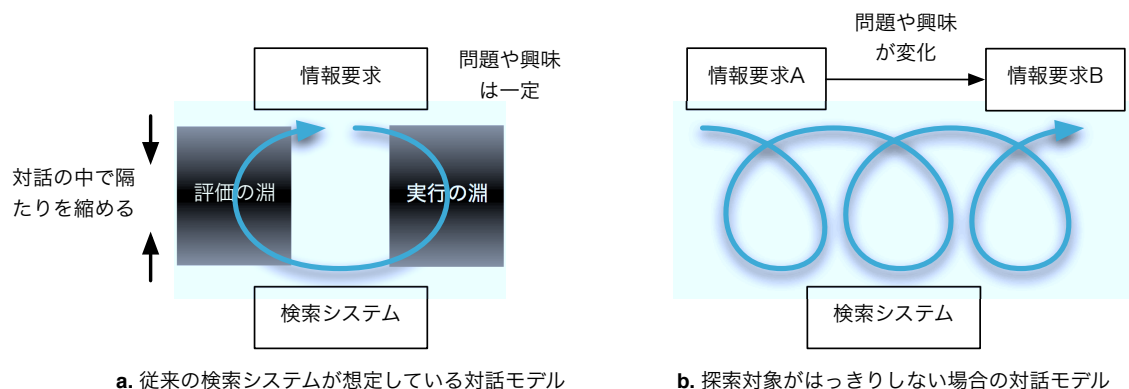 情報要求
問題や興味
は一定
対話の中で隔
たりを縮める
評価の淵
実行の淵
検索システム
a. 従来の検索システムが想定している対話モデル
問題や興味
が変化
情報要求A
情報要求B
検索システム
b. 探索対象がはっきりしない場合の対話モデル